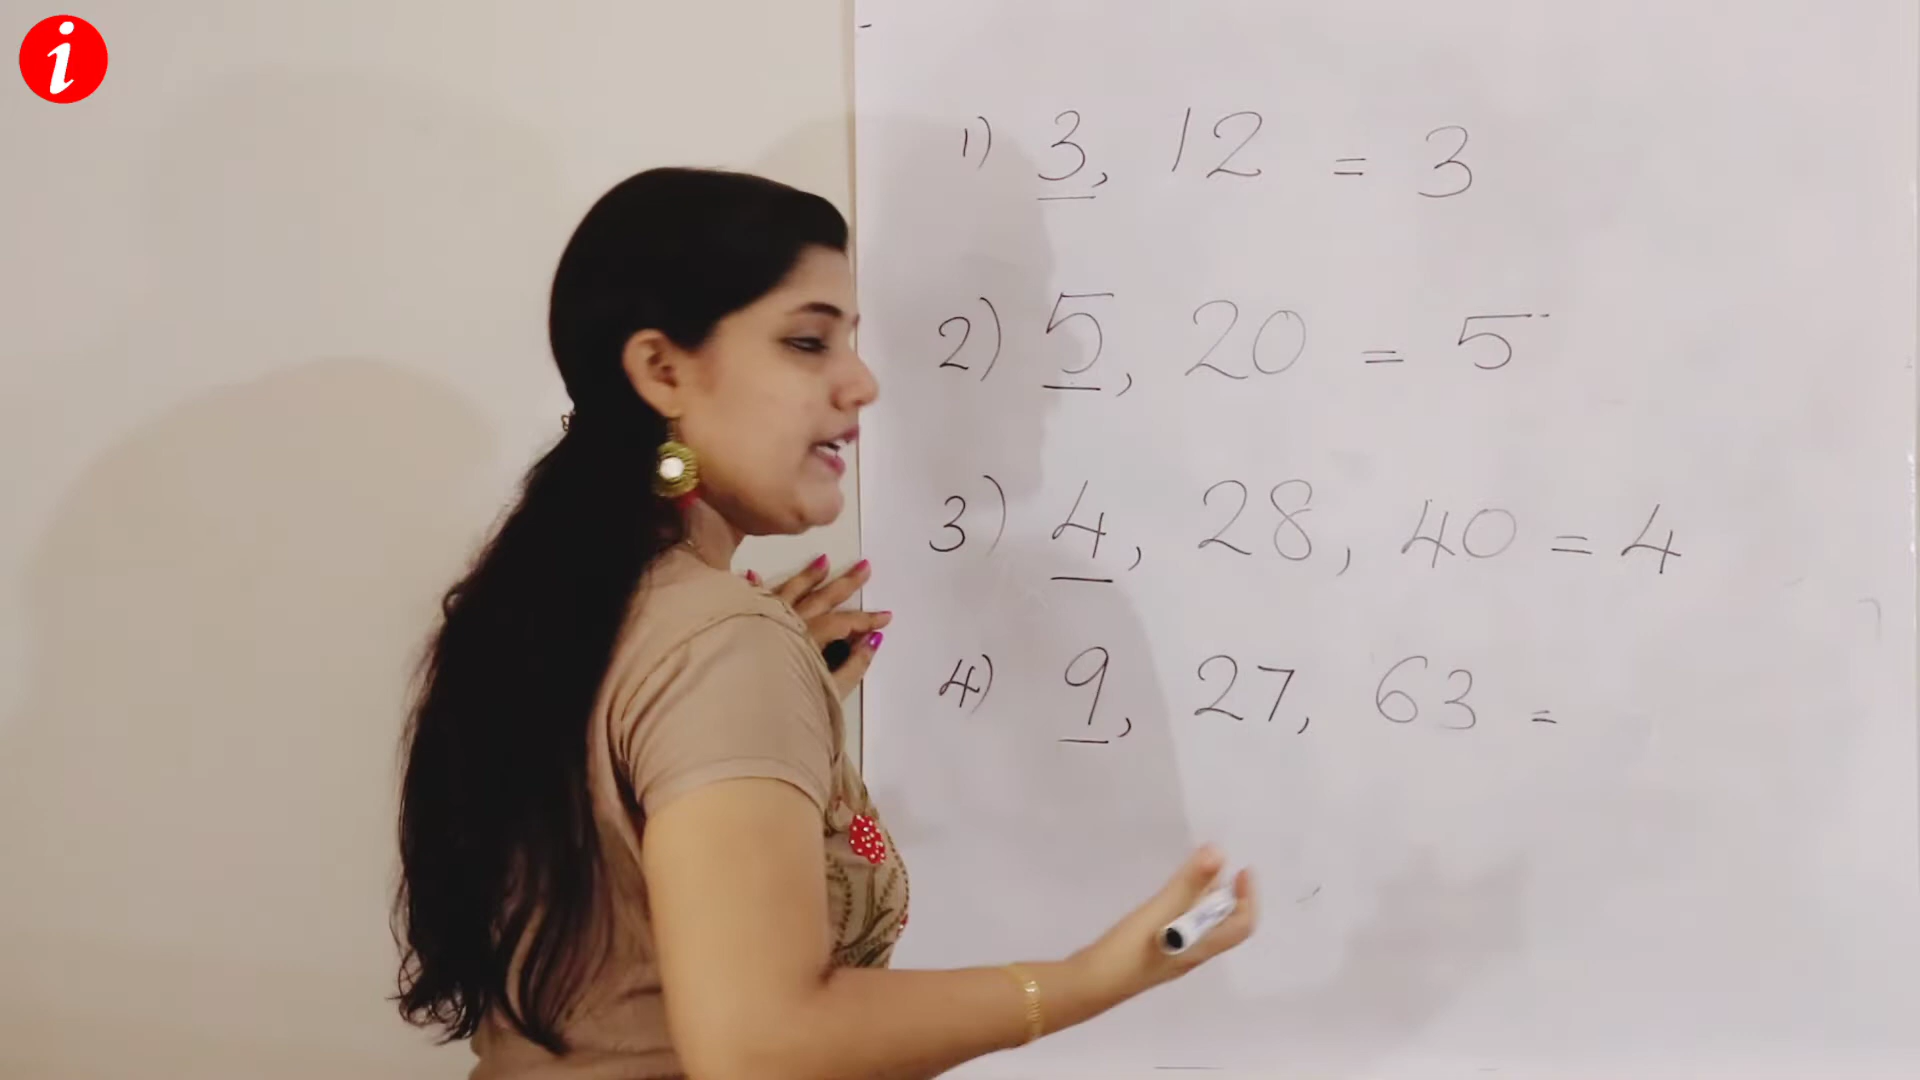 i
1) 3, 12 = 3
2) 5, 20 = 5
3) 4, 28, 40 = 4
4) 9, 27, 63 =